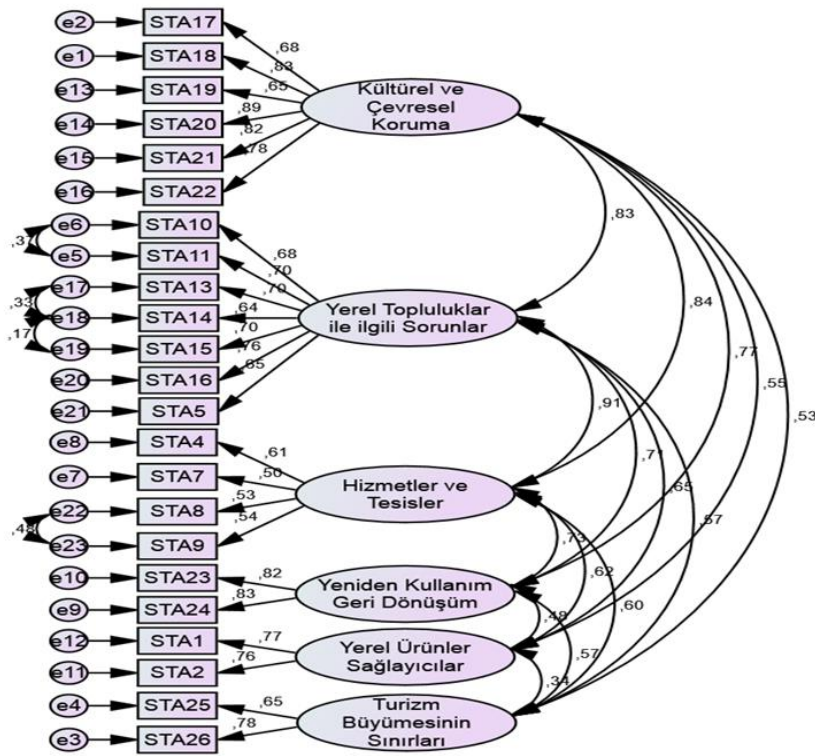 e2 STA17
,68
e1 STA18
,83
e13 STA19
,65
Kültürel ve
Çevresel
Koruma
e14 STA20
,89
e15 STA21
,82
e16 STA22
,78
e6 STA10
,37
e5 STA11
,68
,83
e17 STA13
,70
,33
e18 STA14
,70
Yerel Topluluklar
ile ilgili Sorunlar
,84
,17
e19 STA15
,64
,70
e20 STA16
,76
,77
e21 STA5
,65
,55
,53
e8 STA4
,61
,91
,71
e7 STA7
,50
Hizmetler ve
Tesisler
,65
,57
e22 STA8
,53
,48
e23 STA9
,54
,73
e10 STA23
,82
Yeniden Kullanım
Geri Dönüşüm
,62
e9 STA24
,83
,48
,60
e12 STA1
,77
Yerel Ürünler
Sağlayıcılar
,57
e11 STA2
,76
,34
e4 STA25
,65
Turizm
Büyümesinin
Sınırları
e3 STA26
,78